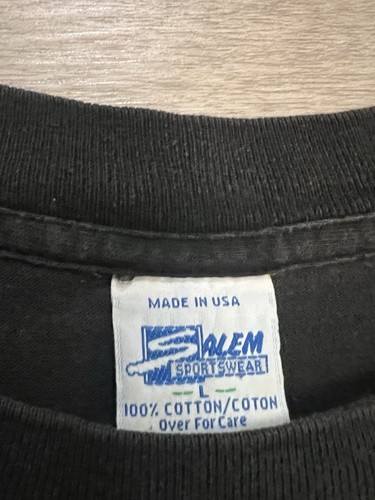 MADE IN USA
SALEM
SPORTSWEAR
L
100% COTTON/COTON
Over For Care